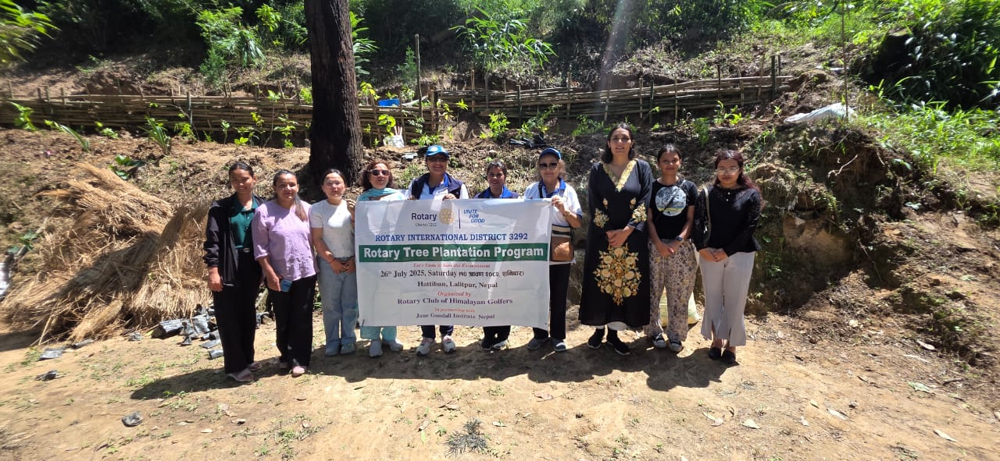 Rotary
District 3292
UNITE
FOR
GOOD
ROTARY INTERNATIONAL DISTRICT 3292
Rotary Tree Plantation Program
Let's Unite to Save the Environment
26th July 2025, Saturday (१० श्रावण २०८२, शनिबार)
Hattiban, Lalitpur, Nepal
Organized by
Rotary Club of Himalayan Golfers
In partnership with
Jane Goodall Institute Nepal